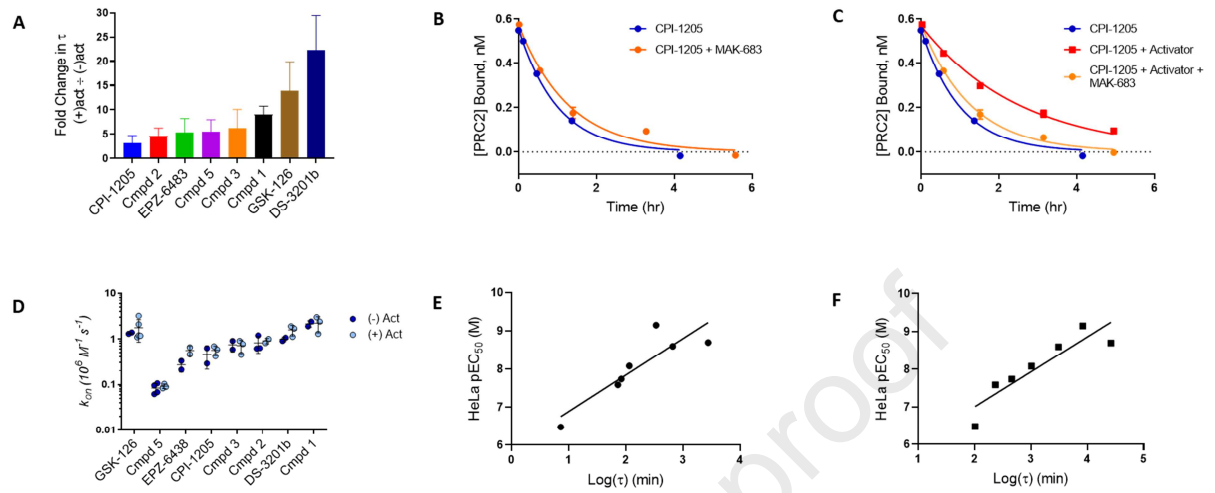 A
Fold Change in τ
(+)act ÷ (-)act
30
25
20
15
10
5
0
CPI-1205
Cmpd 2
EPZ-6483
Cmpd 5
Cmpd 3
Cmpd 1
GSK-126
DS-3201b
B
[PRC2] Bound, nM
0.6
0.4
0.2
0.0
0
2
4
6
Time (hr)
CPI-1205
CPI-1205 + MAK-683
C
[PRC2] Bound, nM
0.6
0.4
0.2
0.0
0
2
4
6
Time (hr)
CPI-1205
CPI-1205 + Activator
CPI-1205 + Activator +
MAK-683
D
kon (10⁶ M⁻¹ s⁻¹)
10
1
0.1
0.01
GSK-126
Cmpd 5
EPZ-6438
CPI-1205
Cmpd 3
Cmpd 2
DS-3201b
Cmpd 1
(-) Act
(+) Act
E
HeLa pEC₅₀ (M)
10
9
8
7
6
0
1
2
3
4
Log(τ) (min)
F
HeLa pEC₅₀ (M)
10
9
8
7
6
1
2
3
4
5
Log(τ) (min)
proof